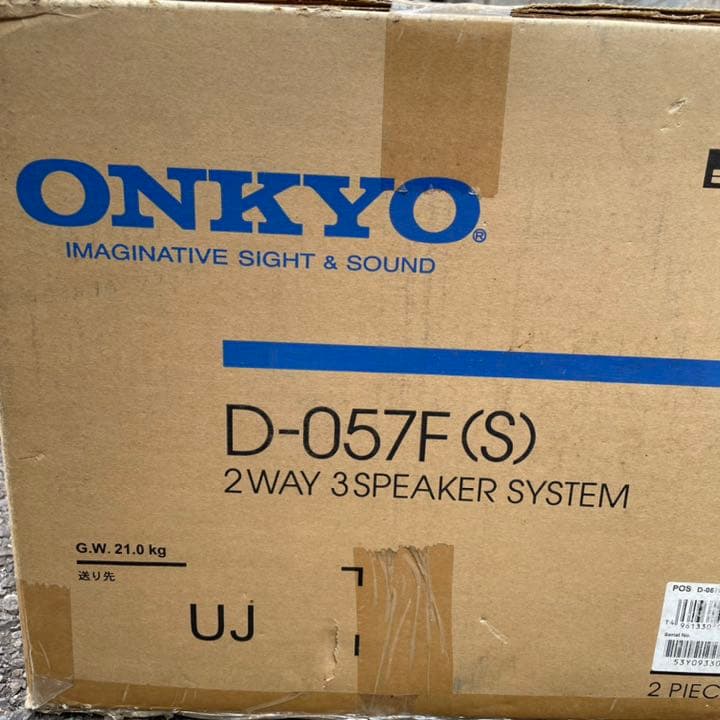 ONKYO®
IMAGINATIVE SIGHT & SOUND
D-057F(S)
2WAY 3SPEAKER SYSTEM
G.W. 21.0 kg
送り先
UJ
POS
Serial No.
2